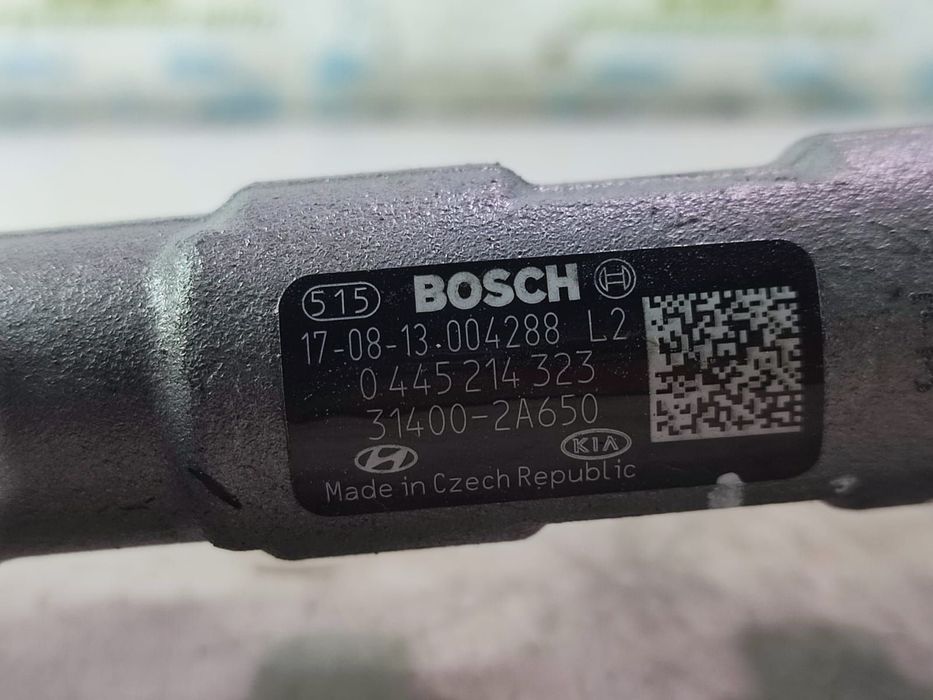 515 BOSCH
17-08-13.004288 L2
0 445 214 323
31400-2A650
KIA
Made in Czech Republic